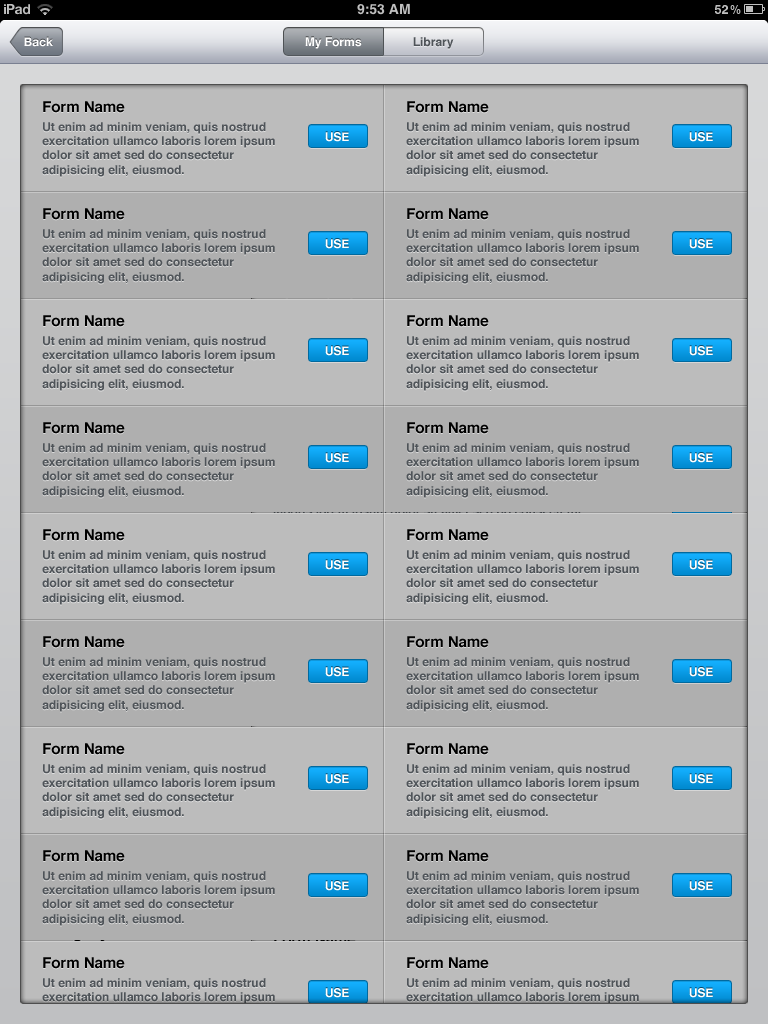 iPad 9:53 AM 52%
Back My Forms Library
Form Name
Ut enim ad minim veniam, quis nostrud
exercitation ullamco laboris lorem ipsum
dolor sit amet sed do consectetur
adipisicing elit, eiusmod.
USE
Form Name
Ut enim ad minim veniam, quis nostrud
exercitation ullamco laboris lorem ipsum
dolor sit amet sed do consectetur
adipisicing elit, eiusmod.
USE
Form Name
Ut enim ad minim veniam, quis nostrud
exercitation ullamco laboris lorem ipsum
dolor sit amet sed do consectetur
adipisicing elit, eiusmod.
USE
Form Name
Ut enim ad minim veniam, quis nostrud
exercitation ullamco laboris lorem ipsum
dolor sit amet sed do consectetur
adipisicing elit, eiusmod.
USE
Form Name
Ut enim ad minim veniam, quis nostrud
exercitation ullamco laboris lorem ipsum
dolor sit amet sed do consectetur
adipisicing elit, eiusmod.
USE
Form Name
Ut enim ad minim veniam, quis nostrud
exercitation ullamco laboris lorem ipsum
dolor sit amet sed do consectetur
adipisicing elit, eiusmod.
USE
Form Name
Ut enim ad minim veniam, quis nostrud
exercitation ullamco laboris lorem ipsum
dolor sit amet sed do consectetur
adipisicing elit, eiusmod.
USE
Form Name
Ut enim ad minim veniam, quis nostrud
exercitation ullamco laboris lorem ipsum
dolor sit amet sed do consectetur
adipisicing elit, eiusmod.
USE
Form Name
Ut enim ad minim veniam, quis nostrud
exercitation ullamco laboris lorem ipsum
dolor sit amet sed do consectetur
adipisicing elit, eiusmod.
USE
Form Name
Ut enim ad minim veniam, quis nostrud
exercitation ullamco laboris lorem ipsum
dolor sit amet sed do consectetur
adipisicing elit, eiusmod.
USE
Form Name
Ut enim ad minim veniam, quis nostrud
exercitation ullamco laboris lorem ipsum
dolor sit amet sed do consectetur
adipisicing elit, eiusmod.
USE
Form Name
Ut enim ad minim veniam, quis nostrud
exercitation ullamco laboris lorem ipsum
dolor sit amet sed do consectetur
adipisicing elit, eiusmod.
USE
Form Name
Ut enim ad minim veniam, quis nostrud
exercitation ullamco laboris lorem ipsum
dolor sit amet sed do consectetur
adipisicing elit, eiusmod.
USE
Form Name
Ut enim ad minim veniam, quis nostrud
exercitation ullamco laboris lorem ipsum
dolor sit amet sed do consectetur
adipisicing elit, eiusmod.
USE
Form Name
Ut enim ad minim veniam, quis nostrud
exercitation ullamco laboris lorem ipsum
dolor sit amet sed do consectetur
adipisicing elit, eiusmod.
USE
Form Name
Ut enim ad minim veniam, quis nostrud
exercitation ullamco laboris lorem ipsum
dolor sit amet sed do consectetur
adipisicing elit, eiusmod.
USE
Form Name
Ut enim ad minim veniam, quis nostrud
exercitation ullamco laboris lorem ipsum
USE
Form Name
Ut enim ad minim veniam, quis nostrud
exercitation ullamco laboris lorem ipsum
USE